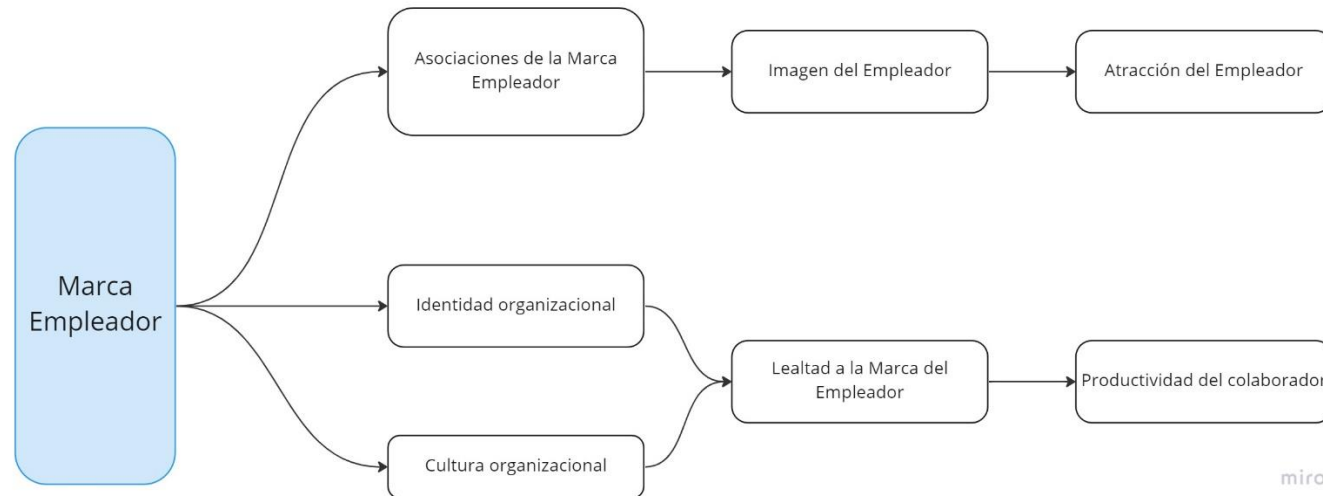 Asociaciones de la Marca
Empleador
Imagen del Empleador
Atracción del Empleador
Marca
Empleador
Identidad organizacional
Lealtad a la Marca del
Empleador
Productividad del colaborador
Cultura organizacional
miro